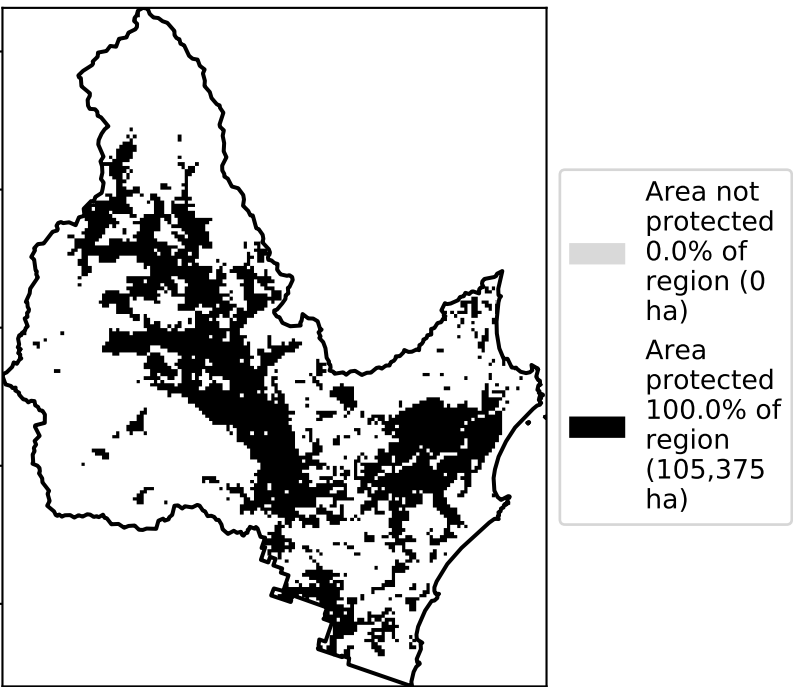 Area not
protected
0.0% of
region (0
ha)
Area
protected
100.0% of
region
(105,375
ha)